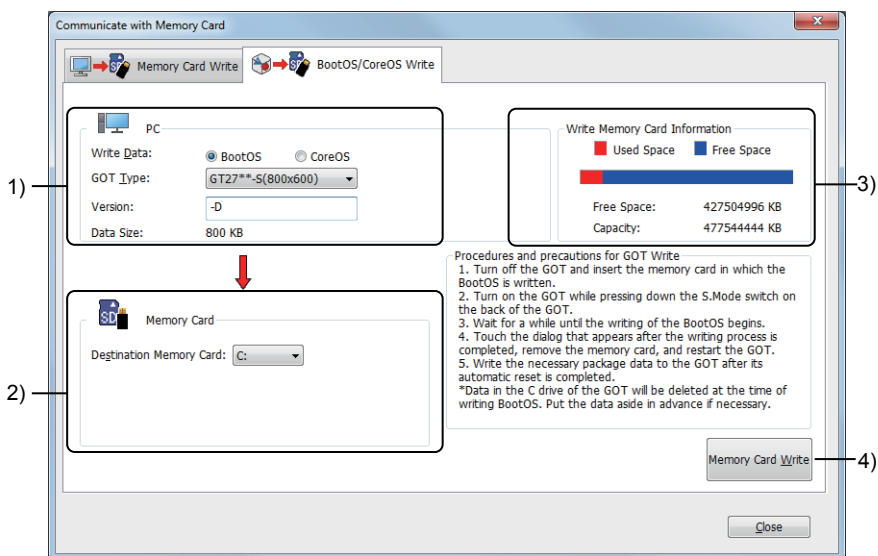 Communicate with Memory Card
Memory Card Write
BootOS/CoreOS Write
1)
PC
Write Data:
BootOS
CoreOS
GOT Type:
GT27**-S(800x600)
Version:
-D
Data Size:
800 KB
Write Memory Card Information
Used Space
Free Space
Free Space:
427504996 KB
Capacity:
477544444 KB
3)
2)
SD
Memory Card
Destination Memory Card:
C:
Procedures and precautions for GOT Write
1. Turn off the GOT and insert the memory card in which the
BootOS is written.
2. Turn on the GOT while pressing down the S.Mode switch on
the back of the GOT.
3. Wait for a while until the writing of the BootOS begins.
4. Touch the dialog that appears after the writing process is
completed, remove the memory card, and restart the GOT.
5. Write the necessary package data to the GOT after its
automatic reset is completed.
*Data in the C drive of the GOT will be deleted at the time of
writing BootOS. Put the data aside in advance if necessary.
Memory Card Write
4)
Close